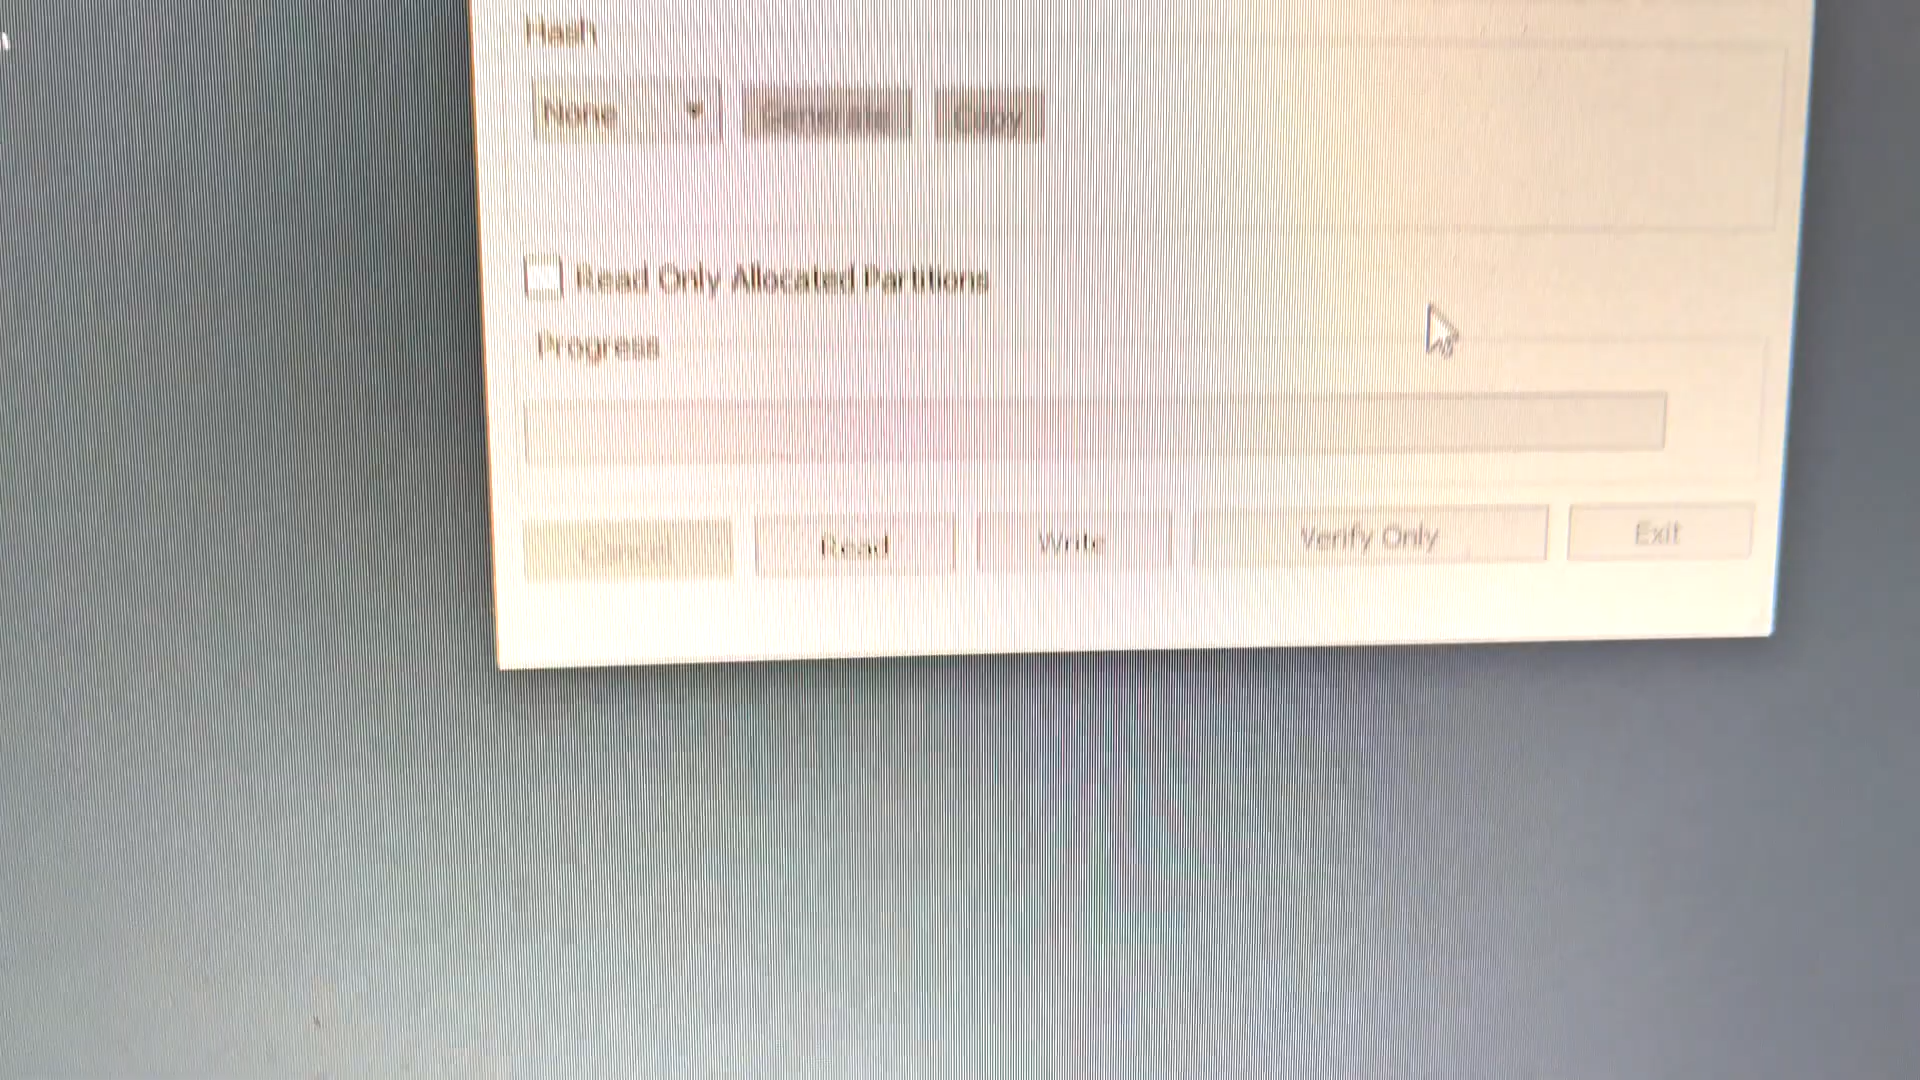 Hash
None Generate Copy
Read Only Allocated Partitions
Progress
Cancel Read Write Verify Only Exit